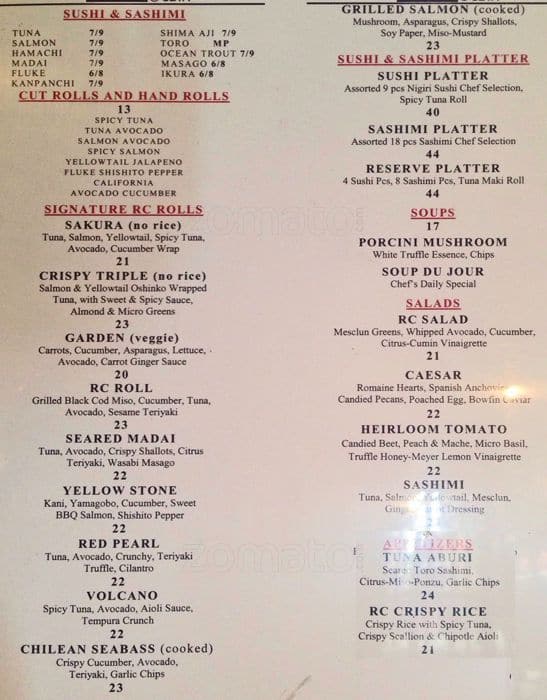 SUSHI & SASHIMI
TUNA 7/9
SALMON 7/9
HAMACHI 7/9
MADAI 7/9
FLUKE 6/8
KANPANCHI 7/9
SHIMA AJI 7/9
TORO MP
OCEAN TROUT 7/9
MASAGO 6/8
IKURA 6/8
CUT ROLLS AND HAND ROLLS
13
SPICY TUNA
TUNA AVOCADO
SALMON AVOCADO
SPICY SALMON
YELLOWTAIL JALAPENO
FLUKE SHISHITO PEPPER
CALIFORNIA
AVOCADO CUCUMBER
SIGNATURE RC ROLLS
SAKURA (no rice)
Tuna, Salmon, Yellowtail, Spicy Tuna,
Avocado, Cucumber Wrap
21
CRISPY TRIPLE (no rice)
Salmon & Yellowtail Oshinko Wrapped
Tuna, with Sweet & Spicy Sauce,
Almond & Micro Greens
23
GARDEN (veggie)
Carrots, Cucumber, Asparagus, Lettuce,
Avocado, Carrot Ginger Sauce
20
RC ROLL
Grilled Black Cod Miso, Cucumber, Tuna,
Avocado, Sesame Teriyaki
23
SEARED MADAI
Tuna, Avocado, Crispy Shallots, Citrus
Teriyaki, Wasabi Masago
22
YELLOW STONE
Kani, Yamagobo, Cucumber, Sweet
BBQ Salmon, Shishito Pepper
22
RED PEARL
Tuna, Avocado, Crunchy, Teriyaki
Truffle, Cilantro
22
VOLCANO
Spicy Tuna, Avocado, Aioli Sauce,
Tempura Crunch
22
CHILEAN SEABASS (cooked)
Crispy Cucumber, Avocado,
Teriyaki, Garlic Chips
23
GRILLED SALMON (cooked)
Mushroom, Asparagus, Crispy Shallots,
Soy Paper, Miso-Mustard
23
SUSHI & SASHIMI PLATTER
SUSHI PLATTER
Assorted 9 pcs Nigiri Sushi Chef Selection,
Spicy Tuna Roll
40
SASHIMI PLATTER
Assorted 18 pcs Sashimi Chef Selection
44
RESERVE PLATTER
4 Sushi Pcs, 8 Sashimi Pcs, Tuna Maki Roll
44
SOUPS
17
PORCINI MUSHROOM
White Truffle Essence, Chips
SOUP DU JOUR
Chef's Daily Special
SALADS
RC SALAD
Mesclun Greens, Whipped Avocado, Cucumber,
Citrus-Cumin Vinaigrette
21
CAESAR
Romaine Hearts, Spanish Anchovies,
Candied Pecans, Poached Egg, Bowfin Caviar
22
HEIRLOOM TOMATO
Candied Beet, Peach & Mache, Micro Basil,
Truffle Honey-Meyer Lemon Vinaigrette
22
SASHIMI
Tuna, Salmon, Yellowtail, Mesclun,
Dressing
APPETIZERS
TUNA ABURI
Seared Toro Sashimi,
Citrus-Miso-Ponzu, Garlic Chips
24
RC CRISPY RICE
Crispy Rice with Spicy Tuna,
Crispy Scallion & Chipotle Aioli
21
zomato
zomato